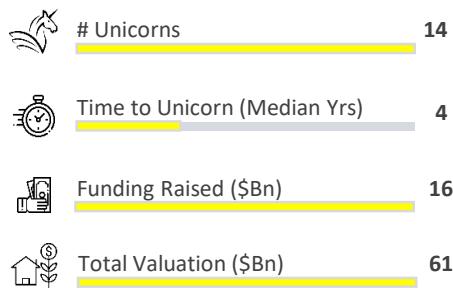 # Unicorns 14
Time to Unicorn (Median Yrs) 4
Funding Raised ($Bn) 16
Total Valuation ($Bn) 61